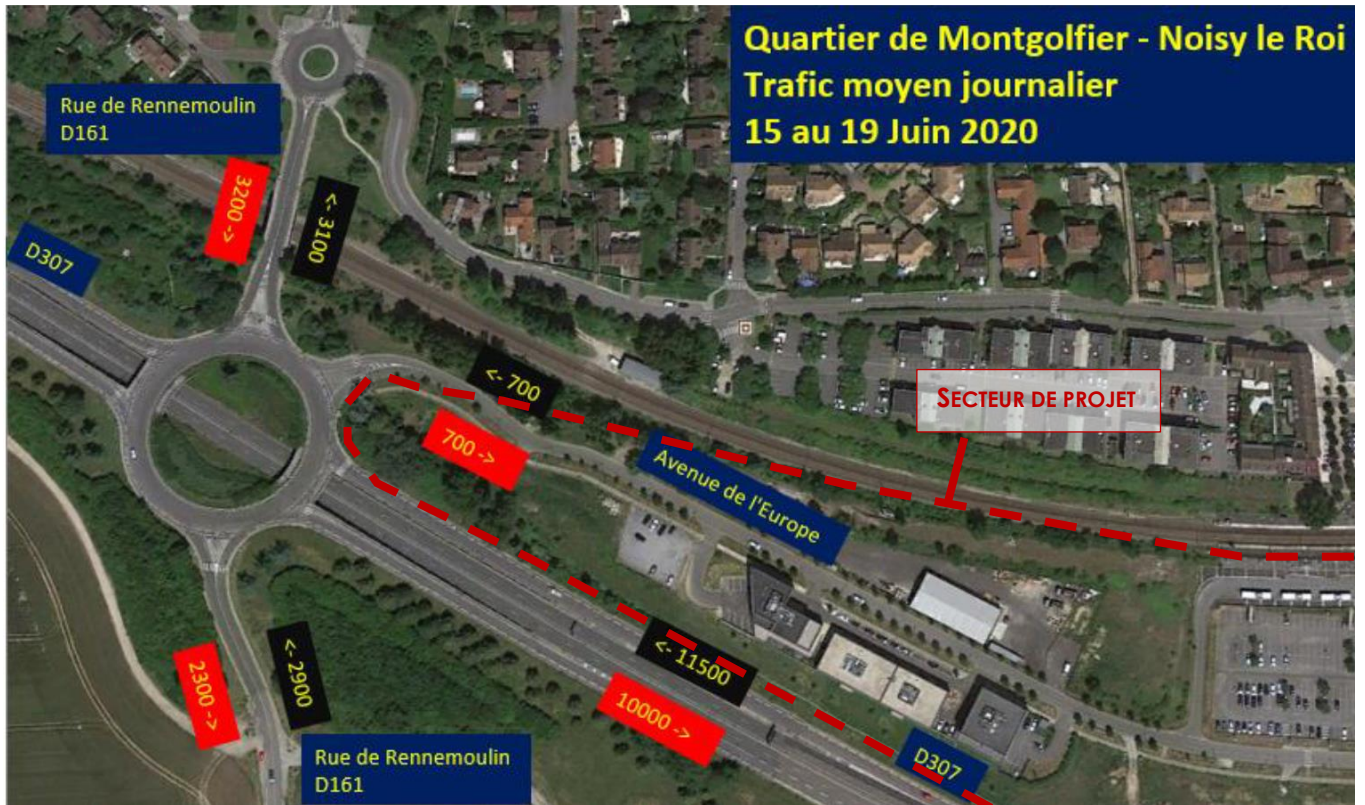 Quartier de Montgolfier - Noisy le Roi
Trafic moyen journalier
15 au 19 Juin 2020
Rue de Rennemoulin
D161
3200 ->
<- 3100
D307
<- 700
700 ->
SECTEUR DE PROJET
Avenue de l'Europe
<- 11500
10000 ->
2300 ->
<- 2900
D307
Rue de Rennemoulin
D161